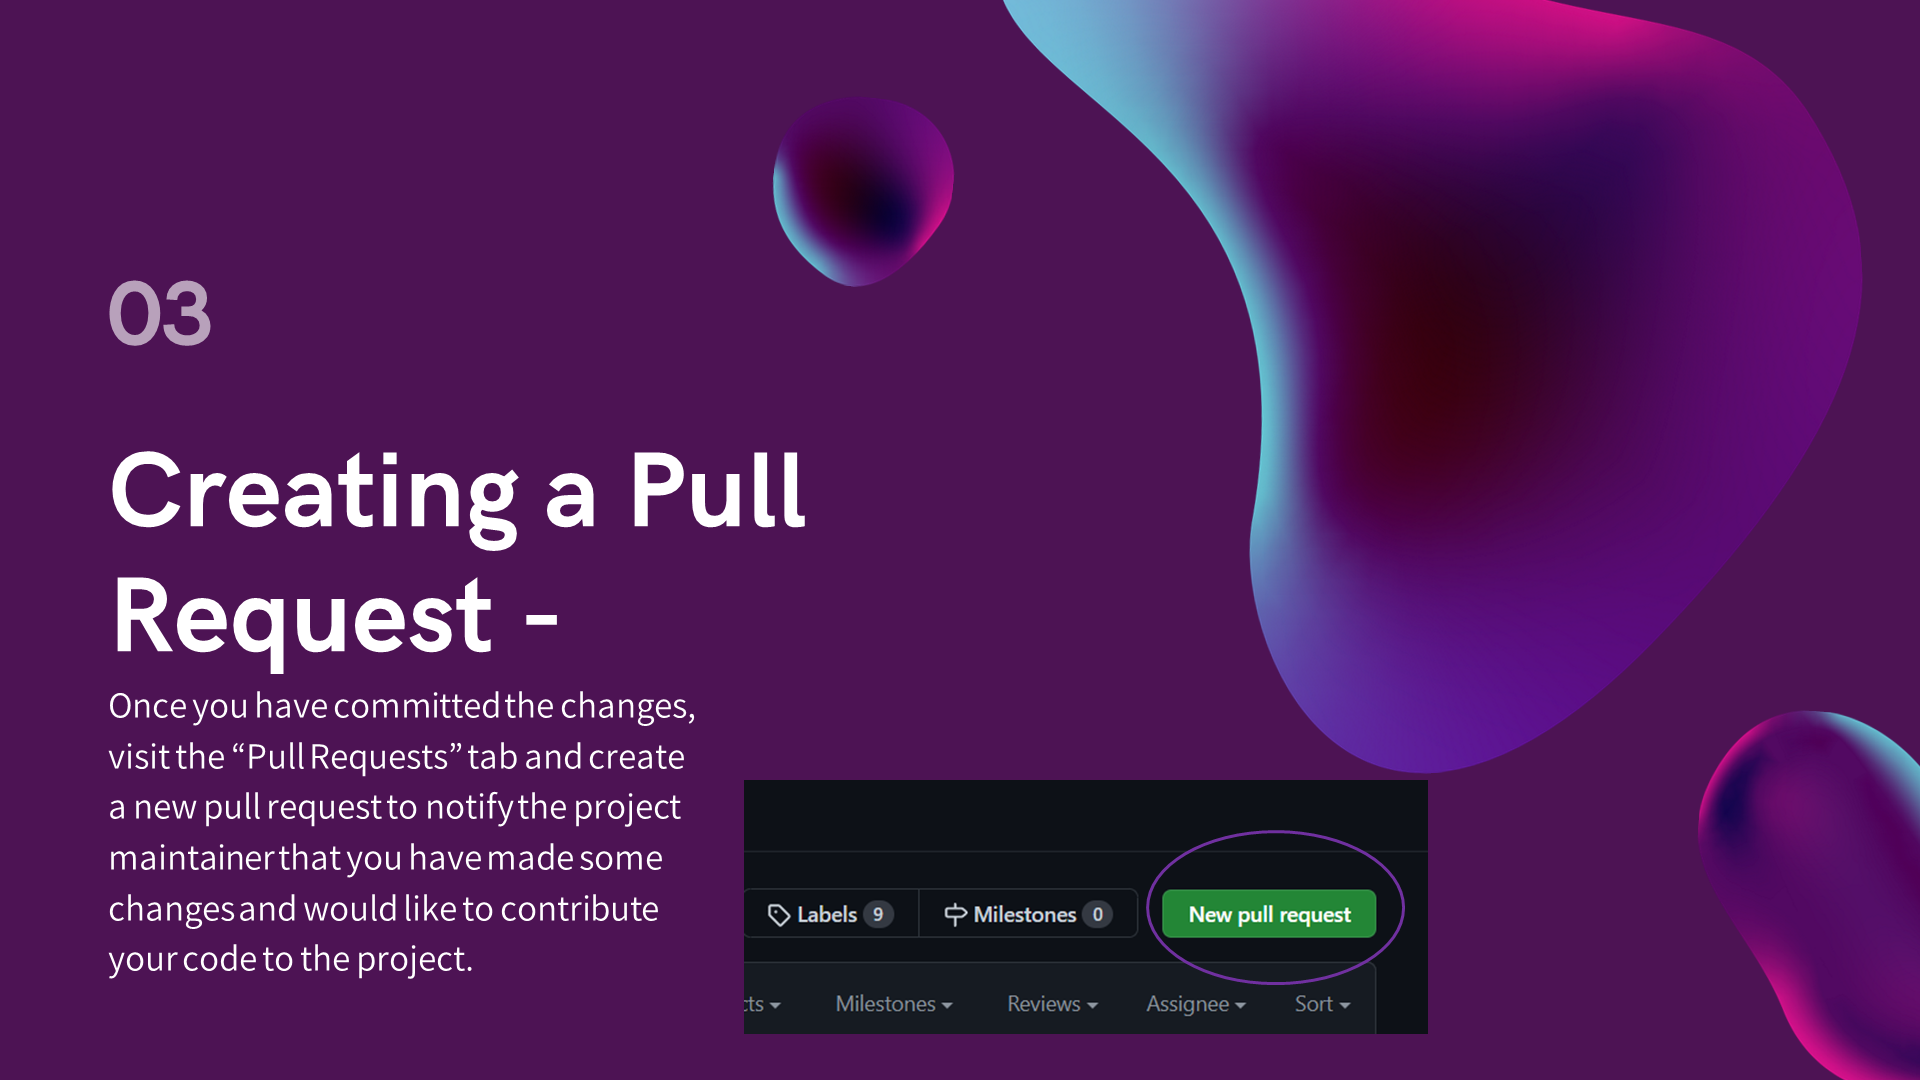 03
Creating a Pull
Request -
Once you have committed the changes,
visit the “Pull Requests” tab and create
a new pull request to notify the project
maintainer that you have made some
changes and would like to contribute
your code to the project.
Labels 9 Milestones 0 New pull request
cts Milestones Reviews Assignee Sort